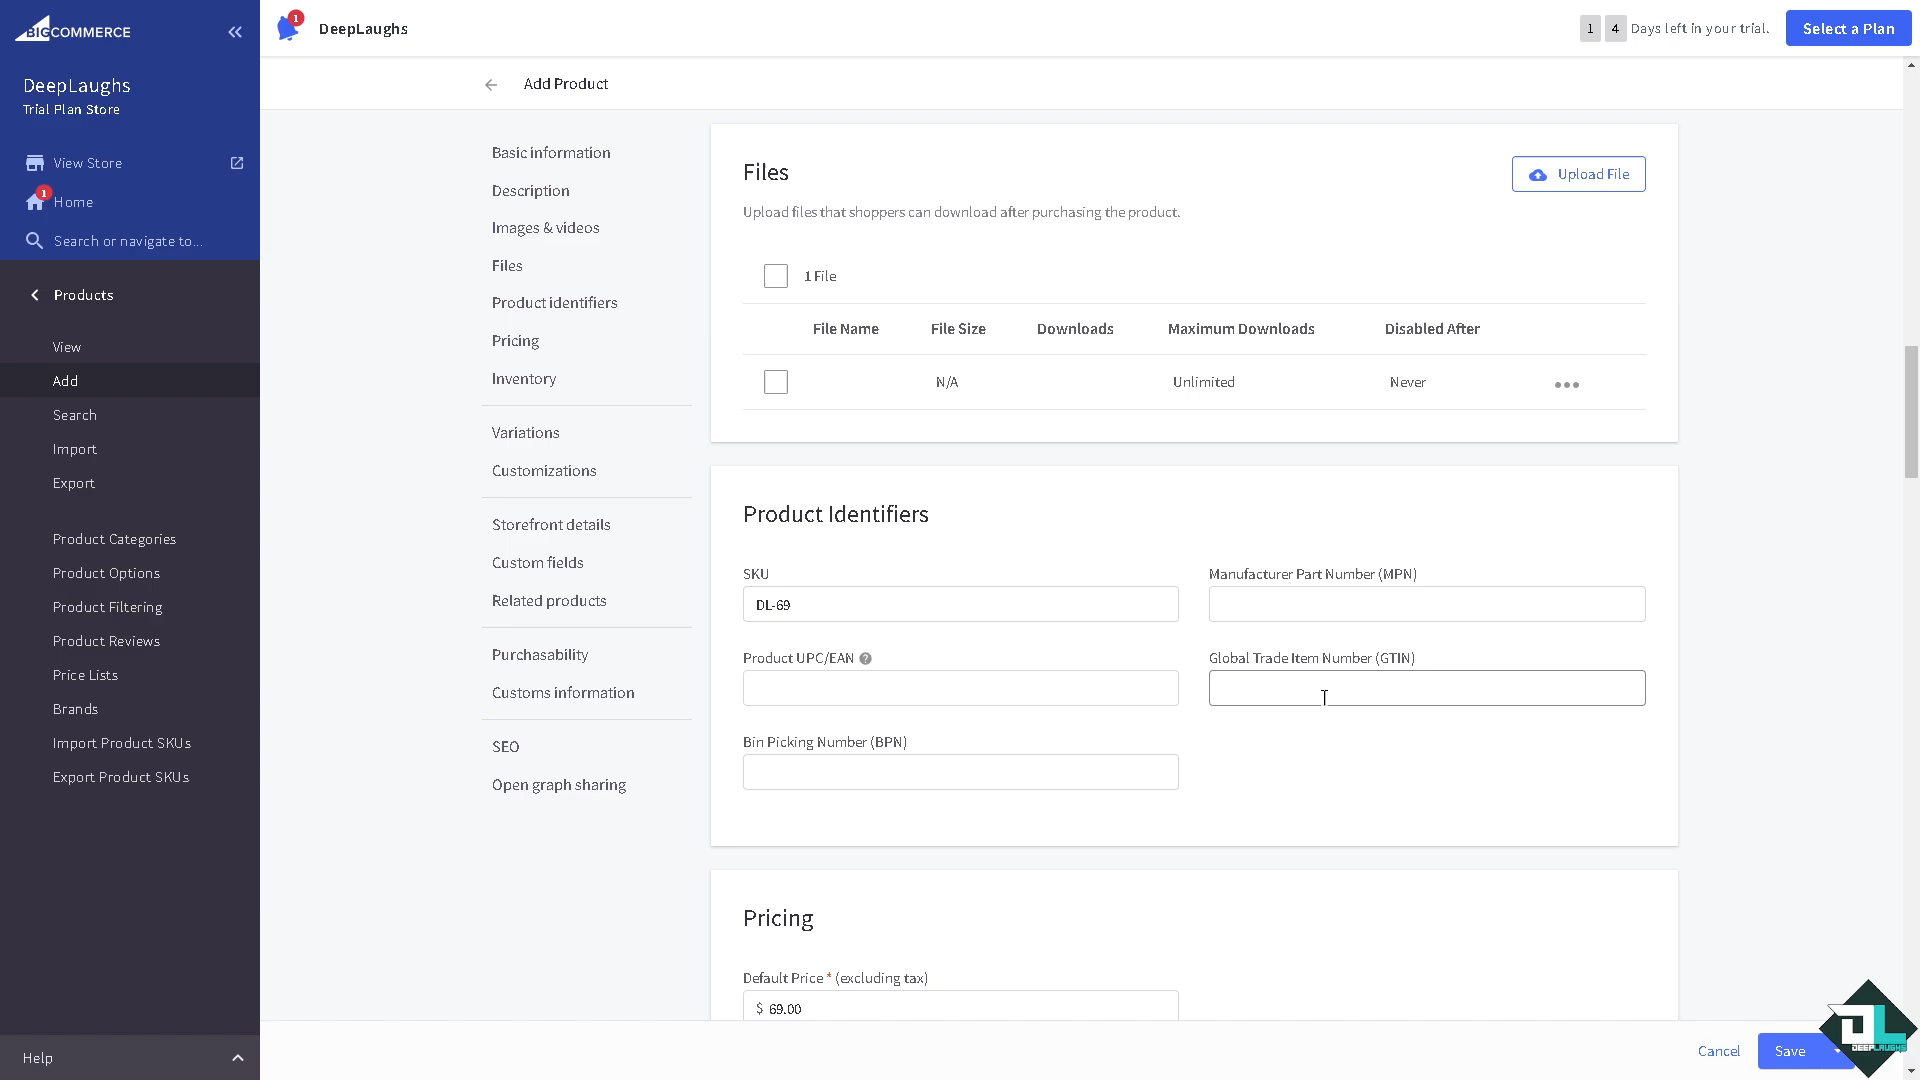 BIGCOMMERCE
1
DeepLaughs
1 4 Days left in your trial.
Select a Plan
DeepLaughs
Trial Plan Store
View Store
1
Home
Search or navigate to...
Products
View
Add
Search
Import
Export
Product Categories
Product Options
Product Filtering
Product Reviews
Price Lists
Brands
Import Product SKUs
Export Product SKUs
Help
Add Product
Basic information
Description
Images & videos
Files
Product identifiers
Pricing
Inventory
Variations
Customizations
Storefront details
Custom fields
Related products
Purchasability
Customs information
SEO
Open graph sharing
Files
Upload File
Upload files that shoppers can download after purchasing the product.
1 File
File Name File Size Downloads Maximum Downloads Disabled After
N/A Unlimited Never
Product Identifiers
SKU
DL-69
Manufacturer Part Number (MPN)
Product UPC/EAN ?
Global Trade Item Number (GTIN)
Bin Picking Number (BPN)
Pricing
Default Price * (excluding tax)
$ 69.00
Cancel
Save
DL
DEEPLAUGHS